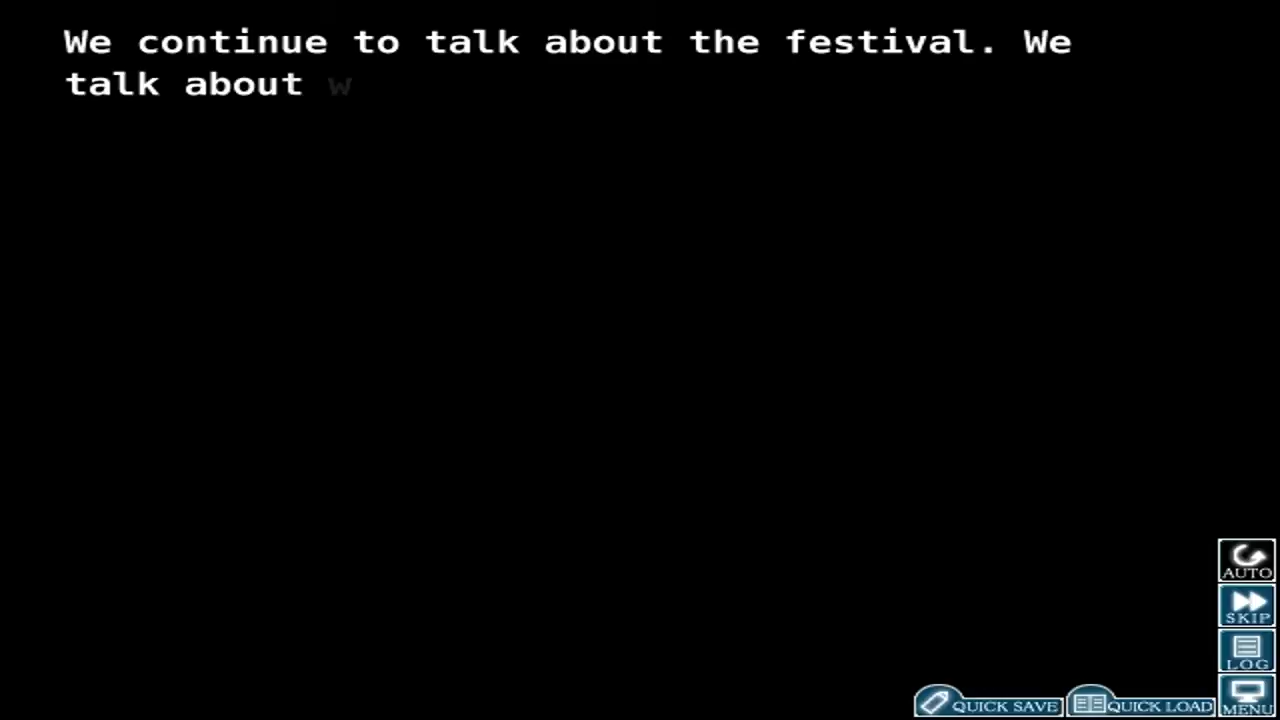 We continue to talk about the festival. We
talk about w
AUTO
SKIP
LOG
QUICK SAVE
QUICK LOAD
MENU